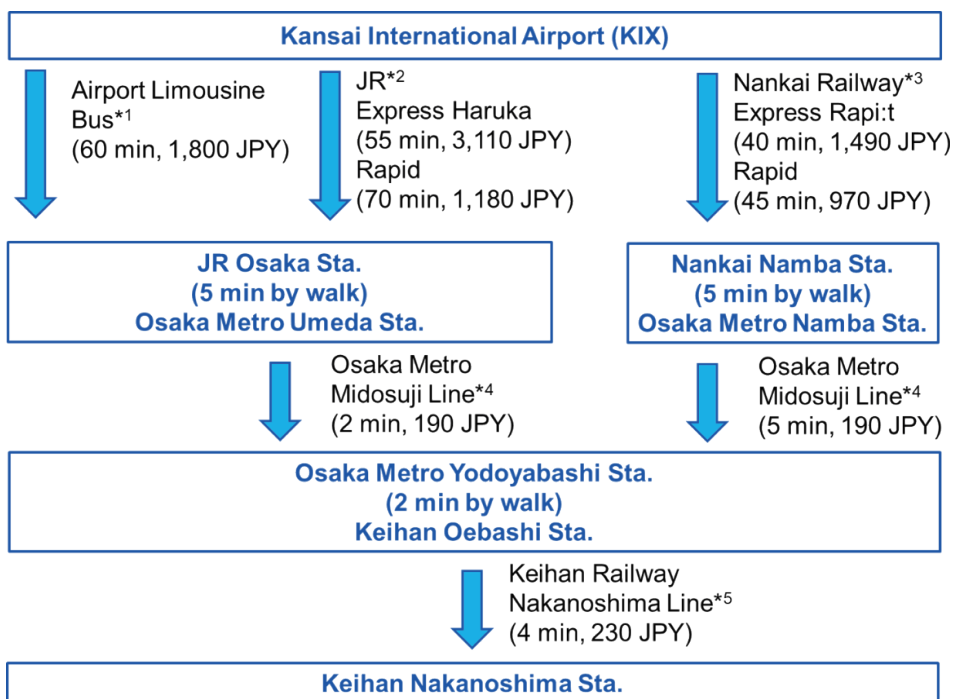 Kansai International Airport (KIX)
Airport Limousine
Bus*1
(60 min, 1,800 JPY)
JR*2
Express Haruka
(55 min, 3,110 JPY)
Rapid
(70 min, 1,180 JPY)
Nankai Railway*3
Express Rapi:t
(40 min, 1,490 JPY)
Rapid
(45 min, 970 JPY)
JR Osaka Sta.
(5 min by walk)
Osaka Metro Umeda Sta.
Nankai Namba Sta.
(5 min by walk)
Osaka Metro Namba Sta.
Osaka Metro
Midosuji Line*4
(2 min, 190 JPY)
Osaka Metro
Midosuji Line*4
(5 min, 190 JPY)
Osaka Metro Yodoyabashi Sta.
(2 min by walk)
Keihan Oebashi Sta.
Keihan Railway
Nakanoshima Line*5
(4 min, 230 JPY)
Keihan Nakanoshima Sta.